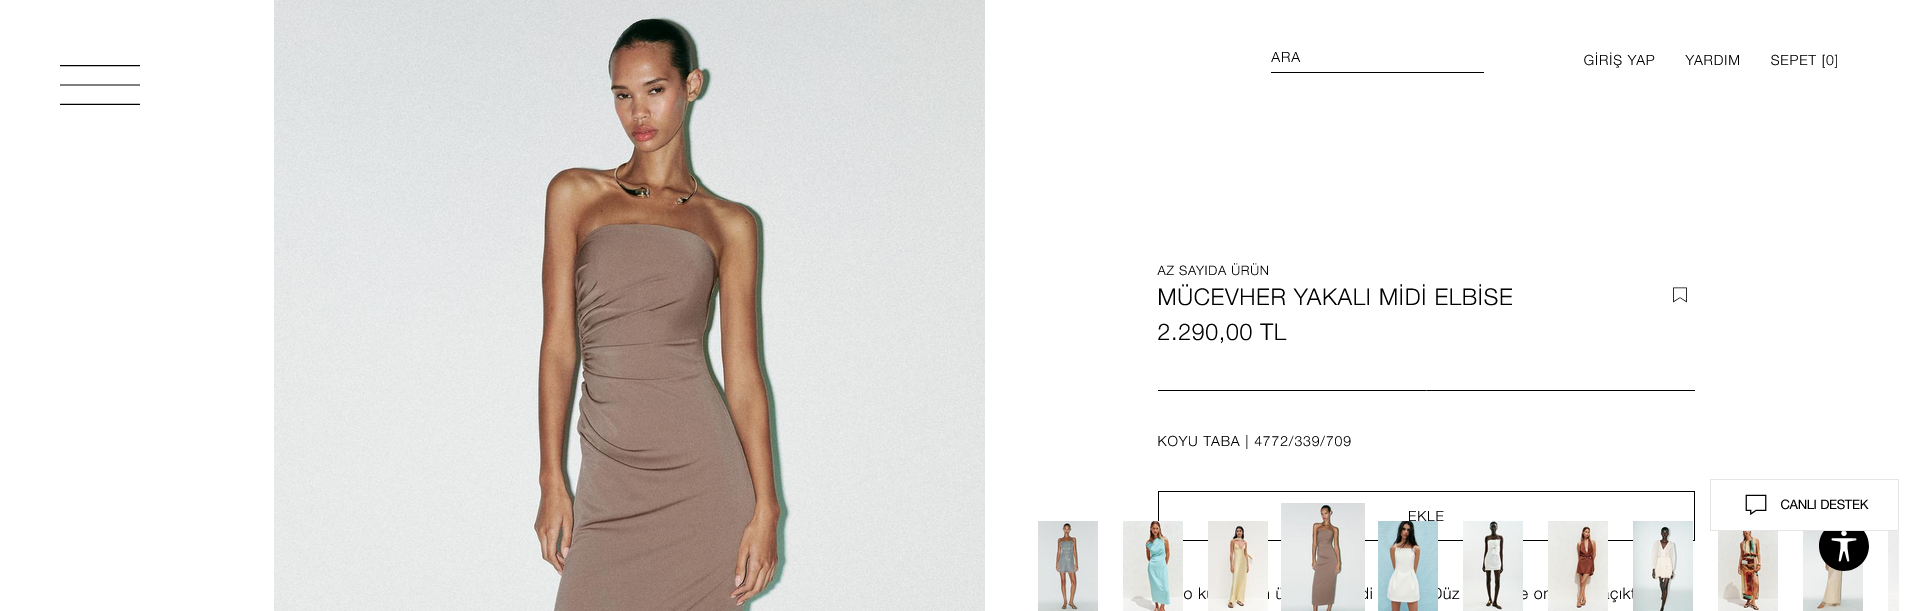 ARA
GİRİŞ YAP
YARDIM
SEPET [0]
AZ SAYIDA ÜRÜN
MÜCEVHER YAKALI MİDİ ELBİSE
2.290,00 TL
KOYU TABA | 4772/339/709
CANLI DESTEK
EKLE